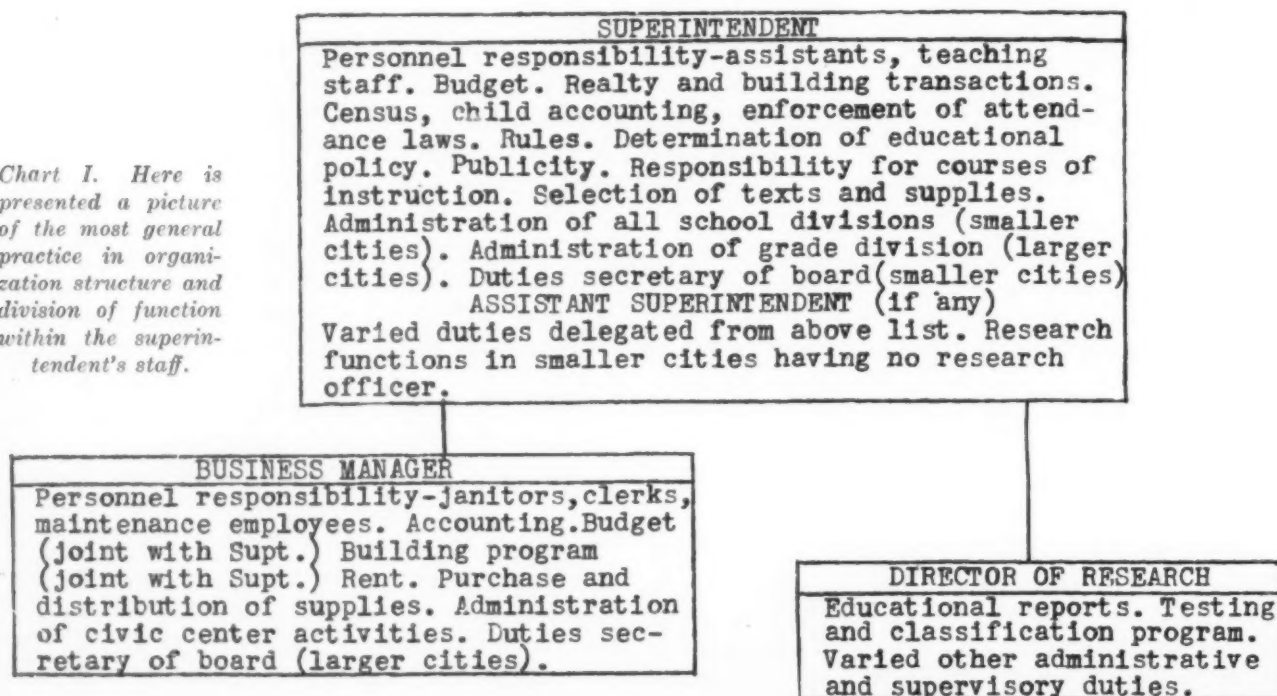 Chart I. Here is
presented a picture
of the most general
practice in organi-
zation structure and
division of function
within the superin-
tendent's staff.
SUPERINTENDENT
Personnel responsibility-assistants, teaching
staff. Budget. Realty and building transactions.
Census, child accounting, enforcement of attend-
ance laws. Rules. Determination of educational
policy. Publicity. Responsibility for courses of
instruction. Selection of texts and supplies.
Administration of all school divisions (smaller
cities). Administration of grade division (larger
cities). Duties secretary of board(smaller cities)
ASSISTANT SUPERINTENDENT (if any)
Varied duties delegated from above list. Research
functions in smaller cities having no research
officer.
BUSINESS MANAGER
Personnel responsibility-janitors,clerks,
maintenance employees. Accounting.Budget
(joint with Supt.) Building program
(joint with Supt.) Rent. Purchase and
distribution of supplies. Administration
of civic center activities. Duties sec-
retary of board (larger cities).
DIRECTOR OF RESEARCH
Educational reports. Testing
and classification program.
Varied other administrative
and supervisory duties.